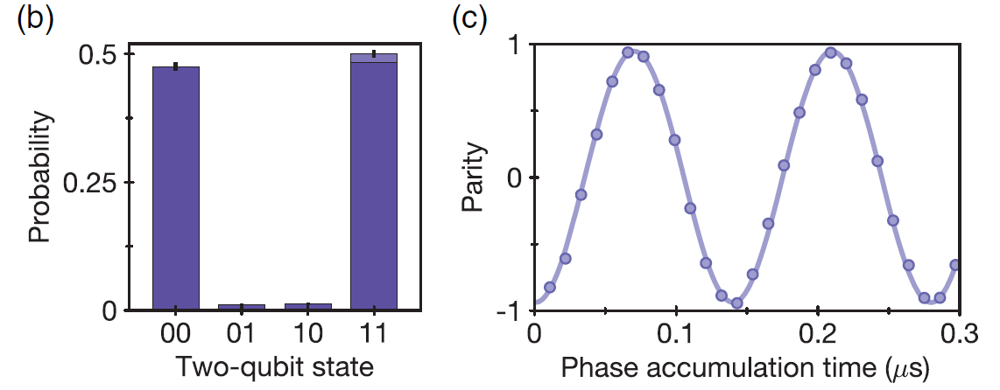 (b)
Probability
0.5
0.25
0
00 01 10 11
Two-qubit state
(c)
Parity
1
0
-1
0 0.1 0.2 0.3
Phase accumulation time (μs)